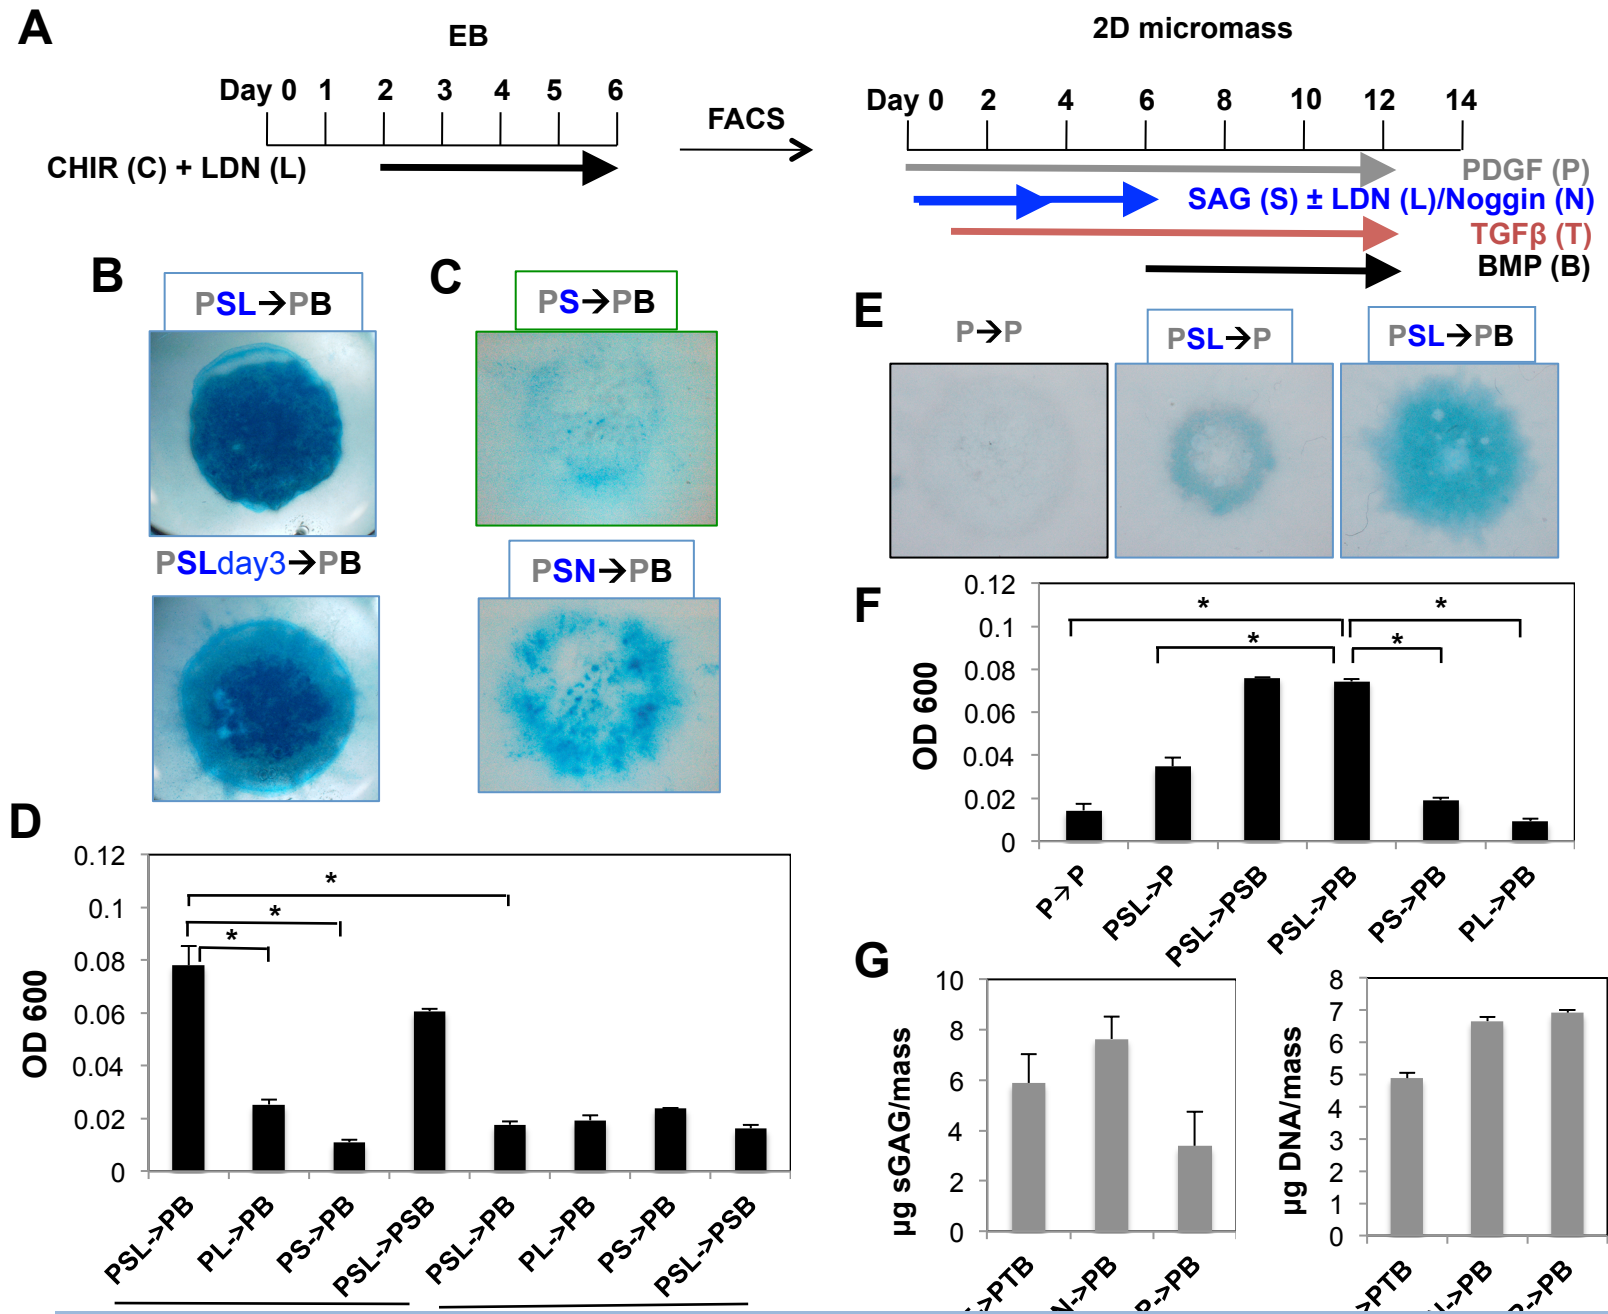 A
EB
2D micromass
Day 0 1 2 3 4 5 6
FACS
Day 0 2 4 6 8 10 12 14
CHIR (C) + LDN (L)
PDGF (P)
SAG (S) ± LDN (L)/Noggin (N)
TGFβ (T)
BMP (B)
B
PSL→PB
PSLday3→PB
C
PS→PB
PSN→PB
E
P→P
PSL→P
PSL→PB
D
OD 600
0.12
0.1
0.08
0.06
0.04
0.02
0
* * *
PSL->PB
PL->PB
PS->PB
PSL->PSB
PSL->PB
PL->PB
PS->PB
PSL->PSB
F
OD 600
0.12
0.1
0.08
0.06
0.04
0.02
0
* * * *
P→P
PSL->P
PSL->PSB
PSL->PB
PS->PB
PL->PB
G
µg sGAG/mass
10
8
6
4
2
0
->PTB
N->PB
P->PB
µg DNA/mass
8
7
6
5
4
3
2
1
0
->PTB
->PB
->PB